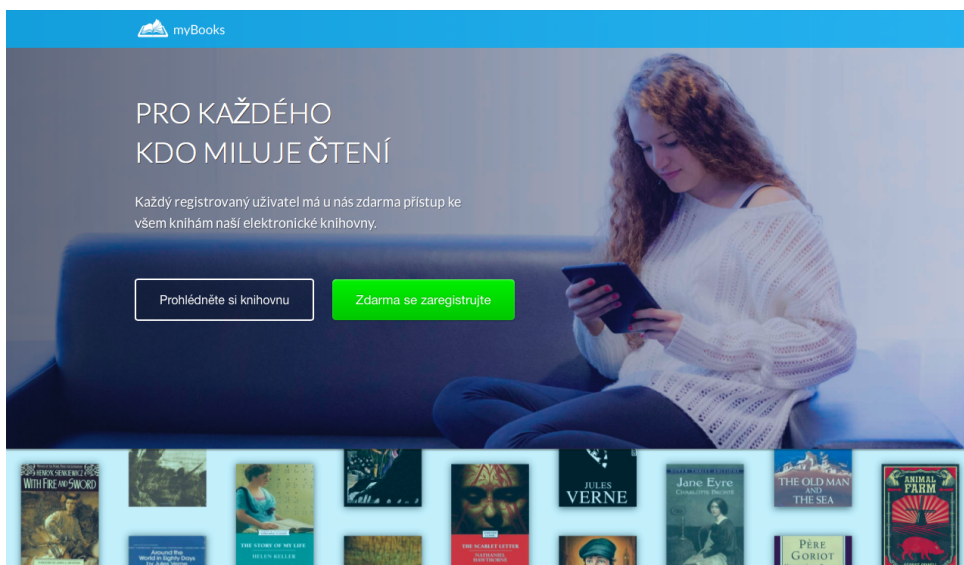 myBooks
PRO KAŽDÉHO
KDO MILUJE ČTENÍ
Každý registrovaný uživatel má u nás zdarma přístup ke
všem knihám naší elektronické knihovny.
Prohlédněte si knihovnu
Zdarma se zaregistrujte
HENRYK SIENKIEWICZ
WITH FIRE AND SWORD
Around the
World in Eighty Days
THE STORY OF MY LIFE
HELEN KELLER
THE SCARLET LETTER
NATHANIEL
HAWTHORNE
JULES
VERNE
Jane Eyre
CHARLOTTE BRONTË
THE OLD MAN
AND
THE SEA
PÈRE
GORIOT
ANIMAL
FARM